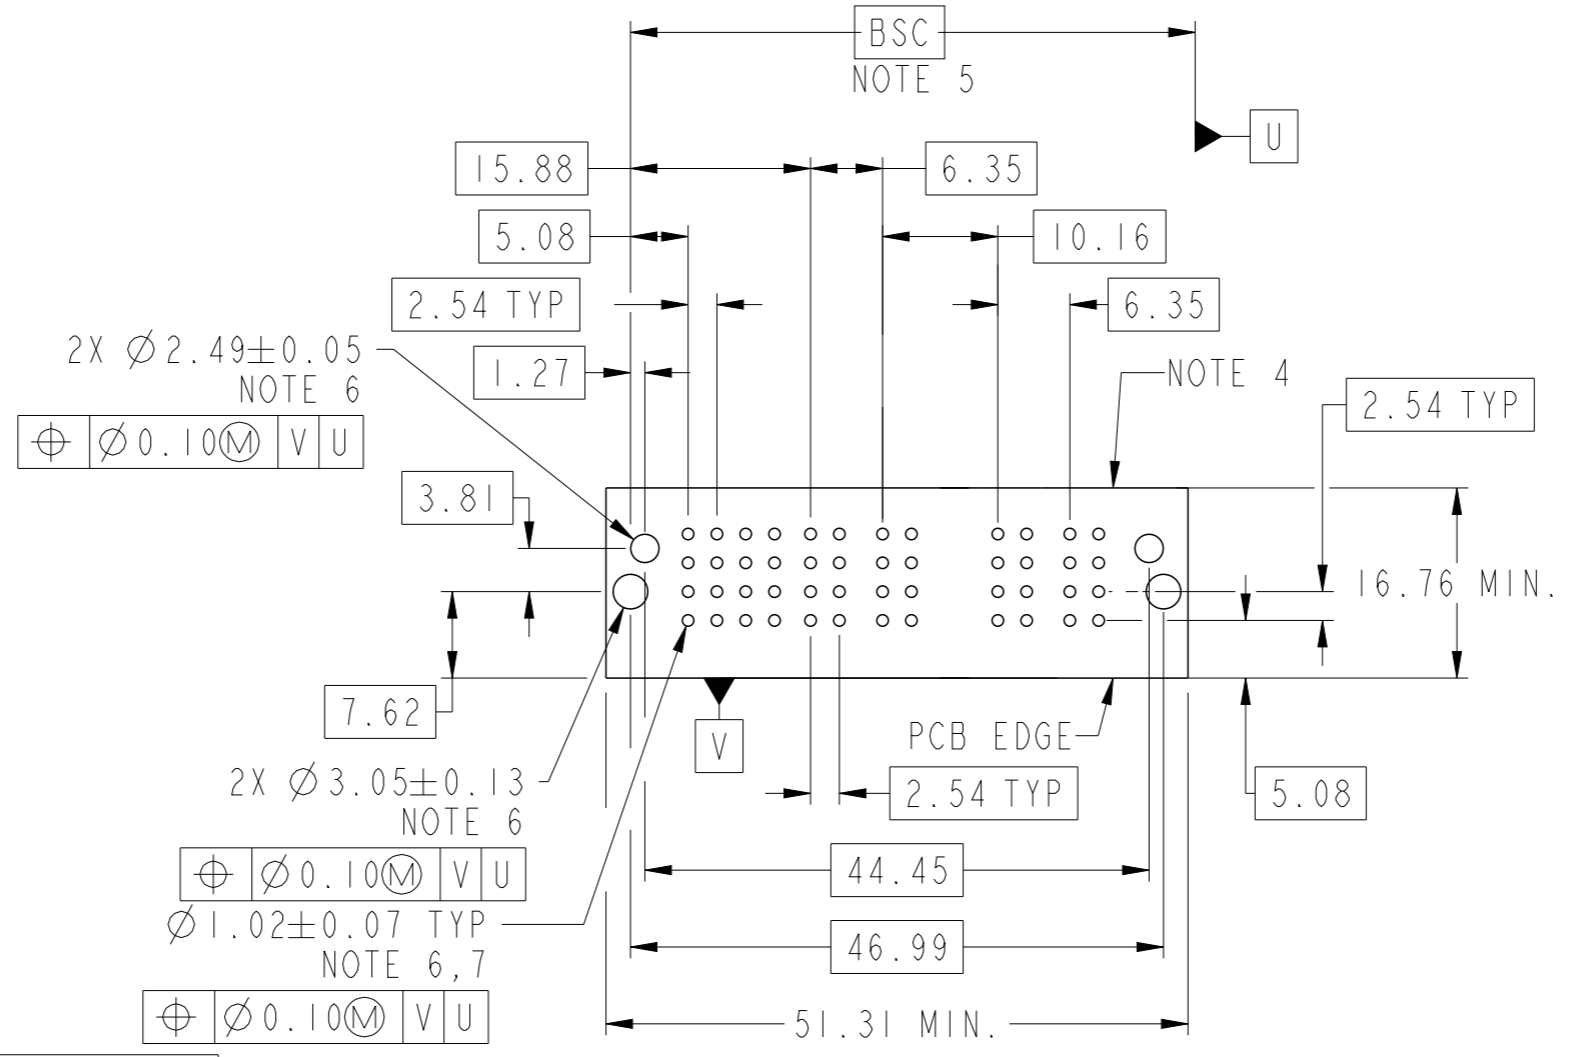 BSC
NOTE 5
U
15.88
6.35
5.08
10.16
2.54 TYP
6.35
2X ∅2.49±0.05
NOTE 6
⌖ ∅0.10Ⓜ V U
1.27
NOTE 4
2.54 TYP
3.81
16.76 MIN.
7.62
V
PCB EDGE
2X ∅3.05±0.13
NOTE 6
⌖ ∅0.10Ⓜ V U
2.54 TYP
5.08
44.45
∅1.02±0.07 TYP
NOTE 6,7
⌖ ∅0.10Ⓜ V U
46.99
51.31 MIN.